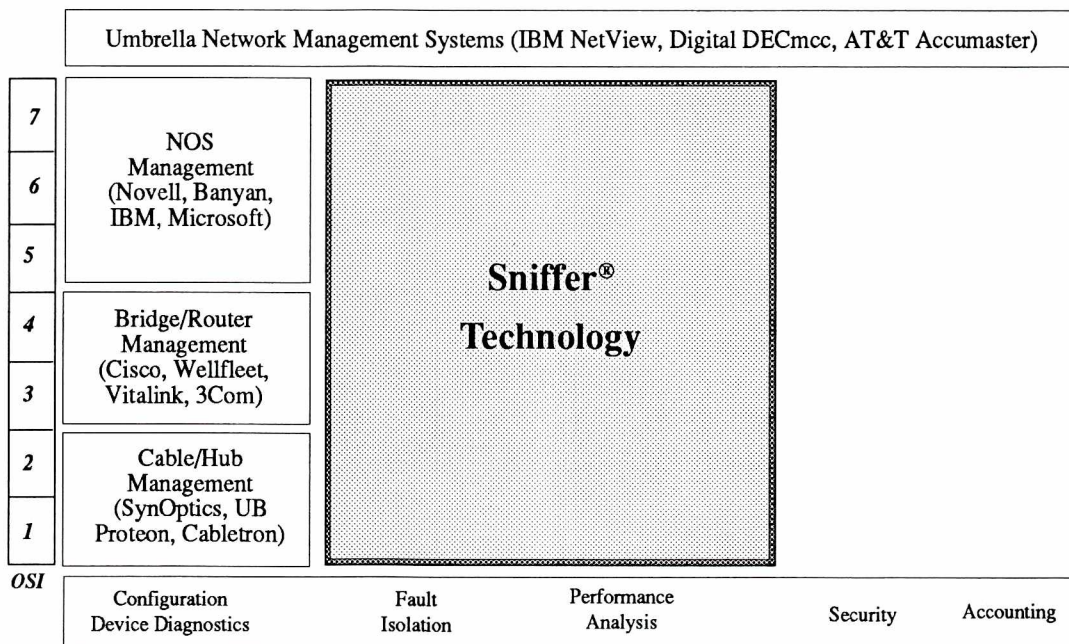 Umbrella Network Management Systems (IBM NetView, Digital DECmcc, AT&T Accumaster)
7
6
5
4
3
2
1
OSI
NOS
Management
(Novell, Banyan,
IBM, Microsoft)
Bridge/Router
Management
(Cisco, Wellfleet,
Vitalink, 3Com)
Cable/Hub
Management
(SynOptics, UB
Proteon, Cabletron)
Sniffer®
Technology
Configuration
Device Diagnostics
Fault
Isolation
Performance
Analysis
Security
Accounting